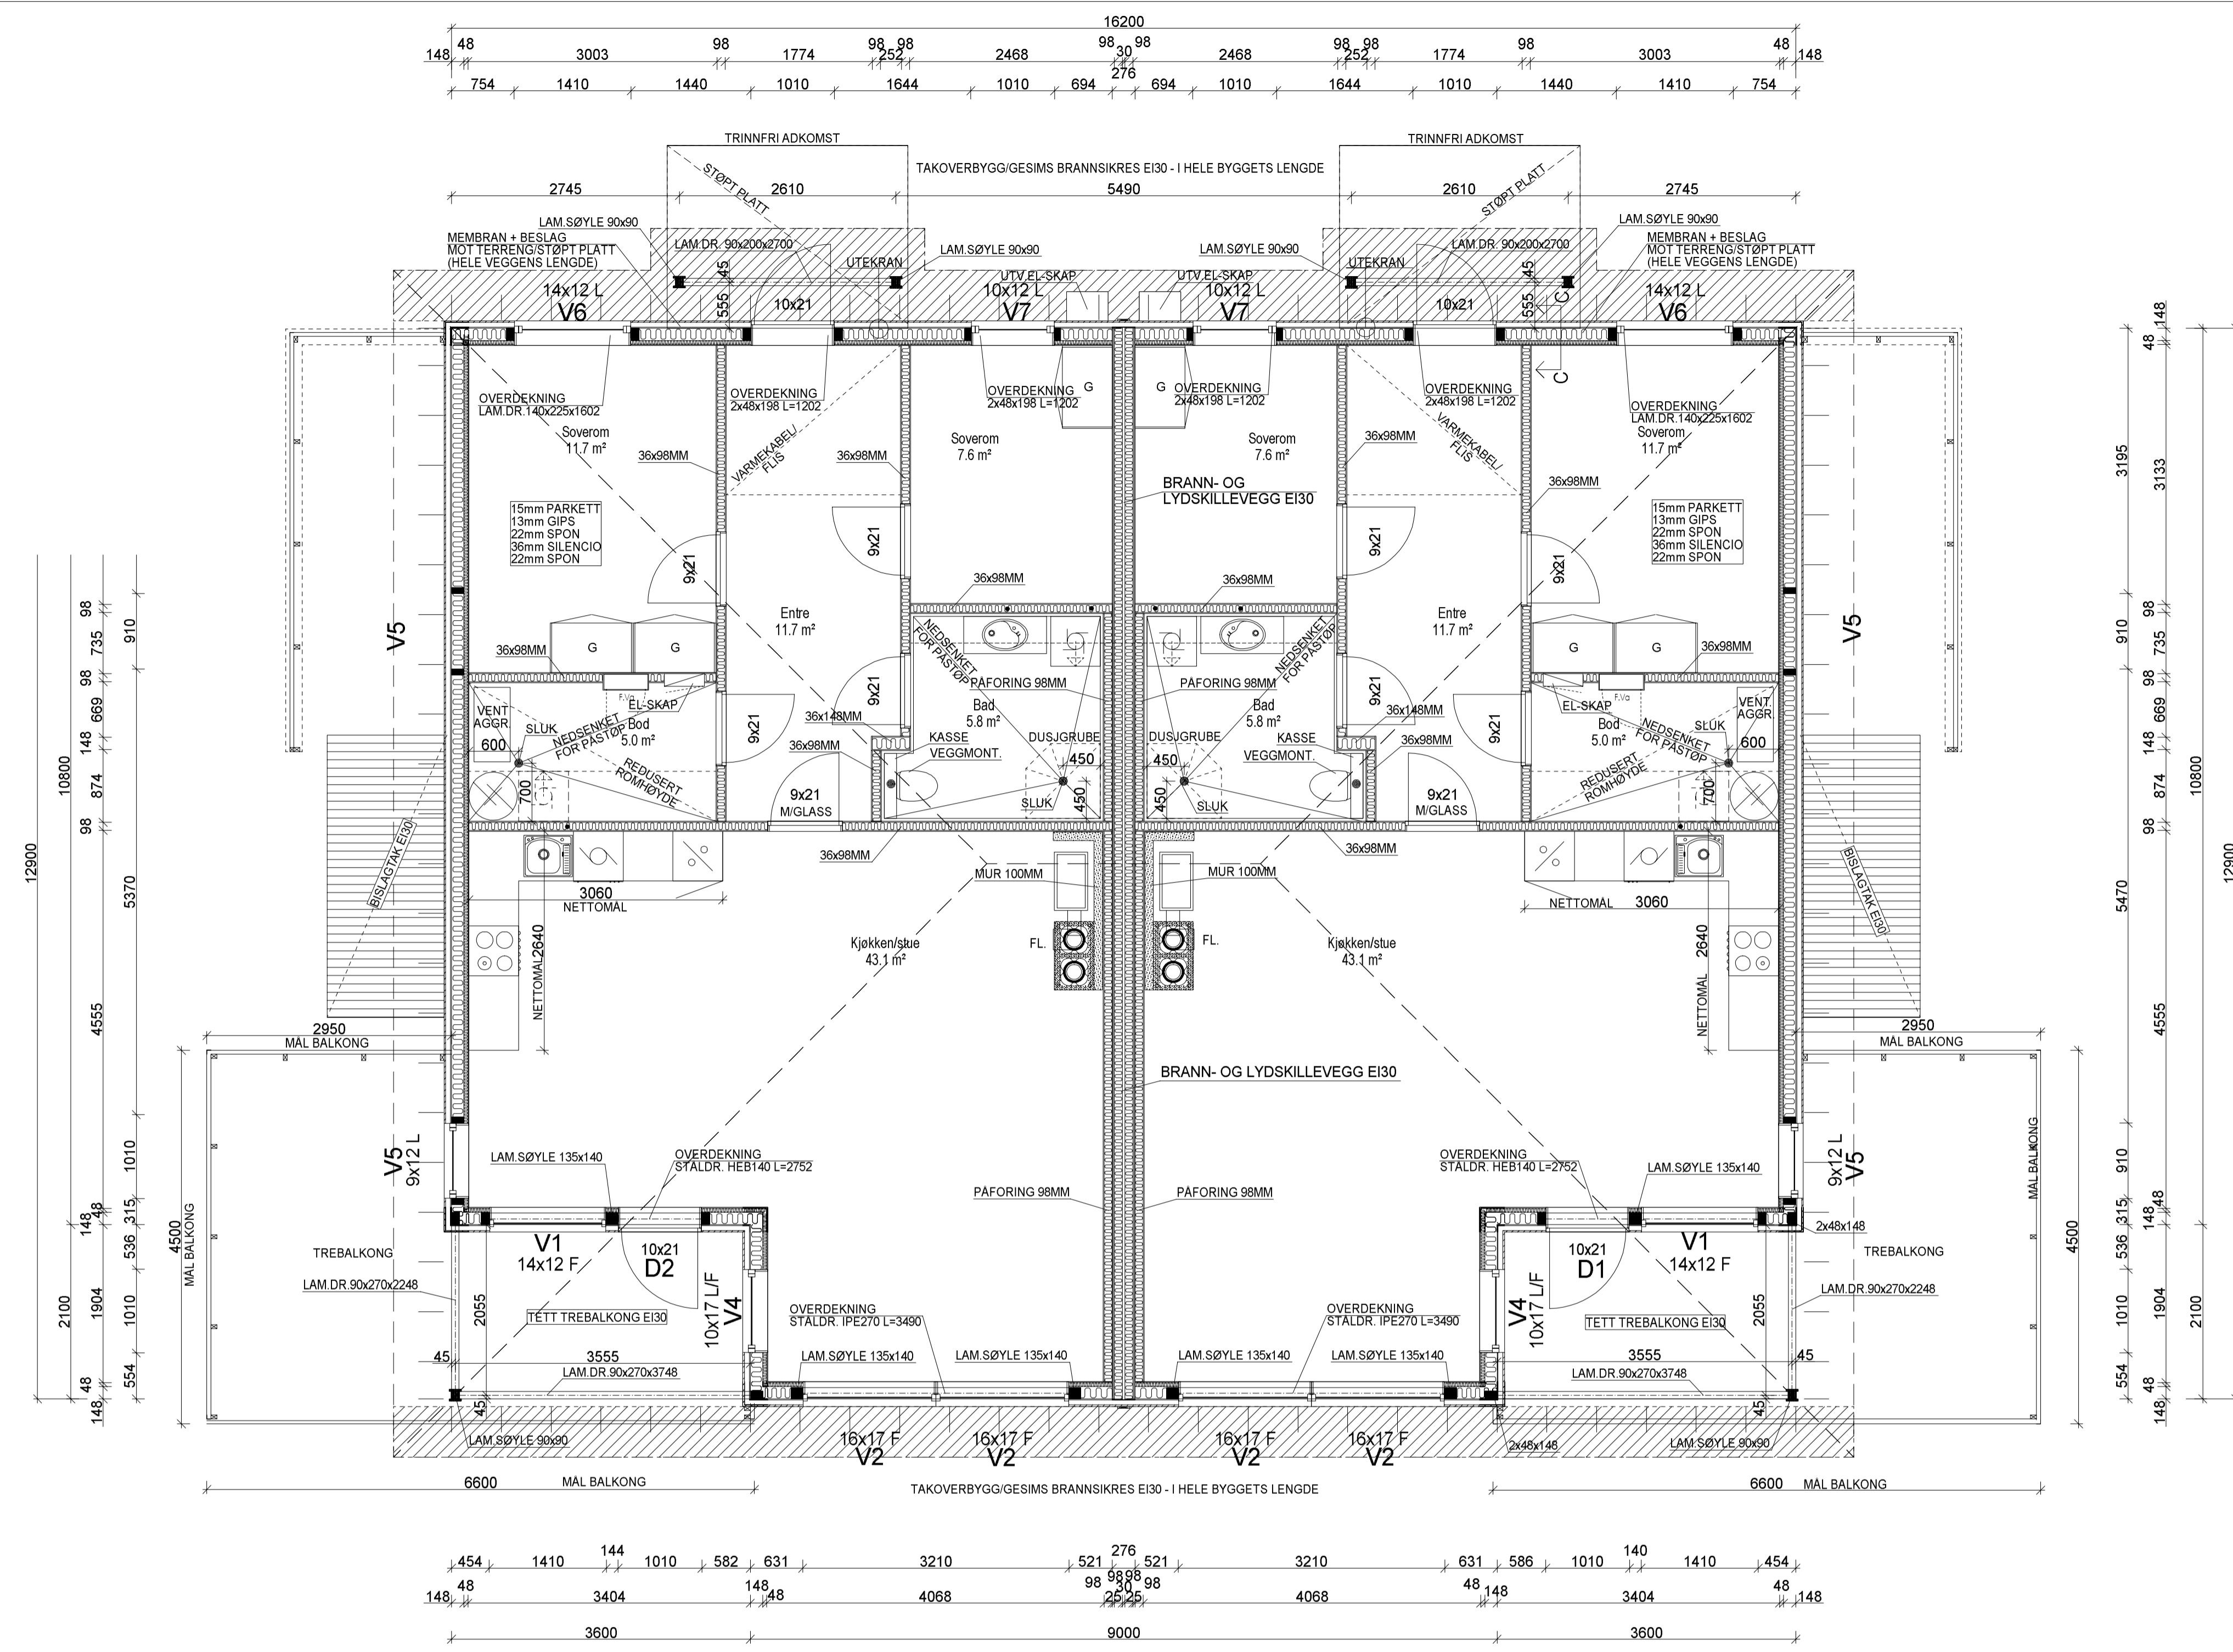 16200
148
48
3003
98
1774
98
252
98
2468
98
30
98
276
2468
98
252
98
1774
98
3003
48
148
754
1410
1440
1010
1644
1010
694
694
1010
1644
1010
1440
1410
754
TRINNFRI ADKOMST
TRINNFRI ADKOMST
TAKOVERBYGG/GESIMS BRANNSIKRES EI30 - I HELE BYGGETS LENGDE
STØPT PLATT
STØPT PLATT
2745
2610
5490
2610
2745
LAM.SØYLE 90x90
MEMBRAN + BESLAG
MOT TERRENG/STØPT PLATT
(HELE VEGGENS LENGDE)
LAM.DR. 90x200x2700
LAM.SØYLE 90x90
UTEKRAN
LAM.SØYLE 90x90
UTEKRAN
LAM.DR. 90x200x2700
LAM.SØYLE 90x90
MEMBRAN + BESLAG
MOT TERRENG/STØPT PLATT
(HELE VEGGENS LENGDE)
45
555
45
555
UTV.EL-SKAP
UTV.EL-SKAP
14x12 L
V6
10x21
10x12 L
V7
10x12 L
V7
10x21
14x12 L
V6
C
C
OVERDEKNING
LAM.DR.140x225x1602
OVERDEKNING
2x48x198 L=1202
OVERDEKNING
2x48x198 L=1202
G
G
OVERDEKNING
2x48x198 L=1202
OVERDEKNING
2x48x198 L=1202
OVERDEKNING
LAM.DR.140x225x1602
Soverom
11.7 m²
VARMEKABEL/
FLIS
36x98MM
36x98MM
Soverom
7.6 m²
Soverom
7.6 m²
36x98MM
VARMEKABEL/
FLIS
36x98MM
Soverom
11.7 m²
BRANN- OG
LYDSKILLEVEGG EI30
15mm PARKETT
13mm GIPS
22mm SPON
36mm SILENCIO
22mm SPON
15mm PARKETT
13mm GIPS
22mm SPON
36mm SILENCIO
22mm SPON
9x21
9x21
9x21
9x21
36x98MM
36x98MM
Entre
11.7 m²
Entre
11.7 m²
G
G
G
G
36x98MM
36x98MM
V5
V5
NEDSENKET
FOR PÅSTØP
NEDSENKET
FOR PÅSTØP
PÅFORING 98MM
PÅFORING 98MM
9x21
9x21
9x21
9x21
Bad
5.8 m²
Bad
5.8 m²
VENT.
AGGR.
F.Va
EL-SKAP
SLUK
NEDSENKET
FOR PÅSTØP
Bod
5.0 m²
600
700
REDUSERT
ROMHØYDE
36x148MM
36x98MM
KASSE
VEGGMONT.
DUSJGRUBE
450
450
SLUK
DUSJGRUBE
450
450
SLUK
KASSE
VEGGMONT.
36x148MM
36x98MM
EL-SKAP
F.Va
Bod
5.0 m²
SLUK
NEDSENKET
FOR PÅSTØP
VENT.
AGGR.
600
700
REDUSERT
ROMHØYDE
9x21
M/GLASS
9x21
M/GLASS
36x98MM
36x98MM
MUR 100MM
MUR 100MM
3060
NETTOMÅL
3060
NETTOMÅL
NETTOMÅL
2640
NETTOMÅL
2640
Kjøkken/stue
43.1 m²
FL.
FL.
Kjøkken/stue
43.1 m²
BISLAGTAK EI30
BISLAGTAK EI30
2950
MÅL BALKONG
2950
MÅL BALKONG
BRANN- OG LYDSKILLEVEGG EI30
V5
9x12 L
9x12 L
V5
LAM.SØYLE 135x140
OVERDEKNING
STÅLDR. HEB140 L=2752
OVERDEKNING
STÅLDR. HEB140 L=2752
LAM.SØYLE 135x140
PÅFORING 98MM
PÅFORING 98MM
MÅL BALKONG
4500
MÅL BALKONG
4500
2x48x148
TREBALKONG
LAM.DR.90x270x2248
V1
14x12 F
10x21
D2
10x21
D1
V1
14x12 F
TREBALKONG
LAM.DR.90x270x2248
2055
TETT TREBALKONG EI30
10x17 L/F
V4
V4
10x17 L/F
TETT TREBALKONG EI30
2055
OVERDEKNING
STÅLDR. IPE270 L=3490
OVERDEKNING
STÅLDR. IPE270 L=3490
45
3555
LAM.DR.90x270x3748
LAM.SØYLE 135x140
LAM.SØYLE 135x140
LAM.SØYLE 135x140
LAM.SØYLE 135x140
3555
45
LAM.DR.90x270x3748
45
45
LAM.SØYLE 90x90
16x17 F
V2
16x17 F
V2
16x17 F
V2
16x17 F
V2
2x48x148
LAM.SØYLE 90x90
6600
MÅL BALKONG
TAKOVERBYGG/GESIMS BRANNSIKRES EI30 - I HELE BYGGETS LENGDE
6600
MÅL BALKONG
12900
10800
2100
98
735
98
669
148
874
98
4555
48
148
1904
48
148
910
5370
1010
315
536
1010
554
3195
910
5470
910
315
536
1010
554
148
48
3133
98
735
98
669
148
874
98
4555
48
148
1904
48
148
10800
2100
12900
454
1410
144
1010
582
631
3210
521
276
521
3210
631
586
1010
140
1410
454
148
48
3404
148
48
4068
98
25
98
30
98
25
98
4068
48
148
3404
48
148
3600
9000
3600